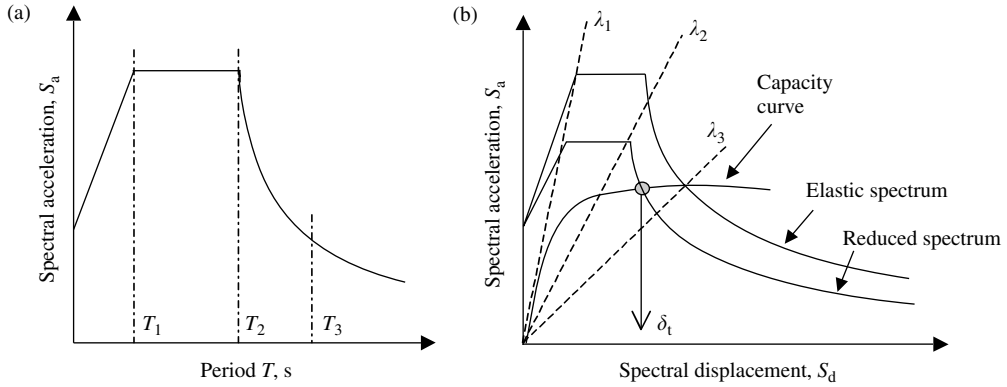 (a)
Spectral acceleration, Sₐ
T₁
T₂
T₃
Period T, s
(b)
Spectral acceleration, Sₐ
λ₁
λ₂
λ₃
Capacity
curve
Elastic spectrum
Reduced spectrum
δₜ
Spectral displacement, S_d